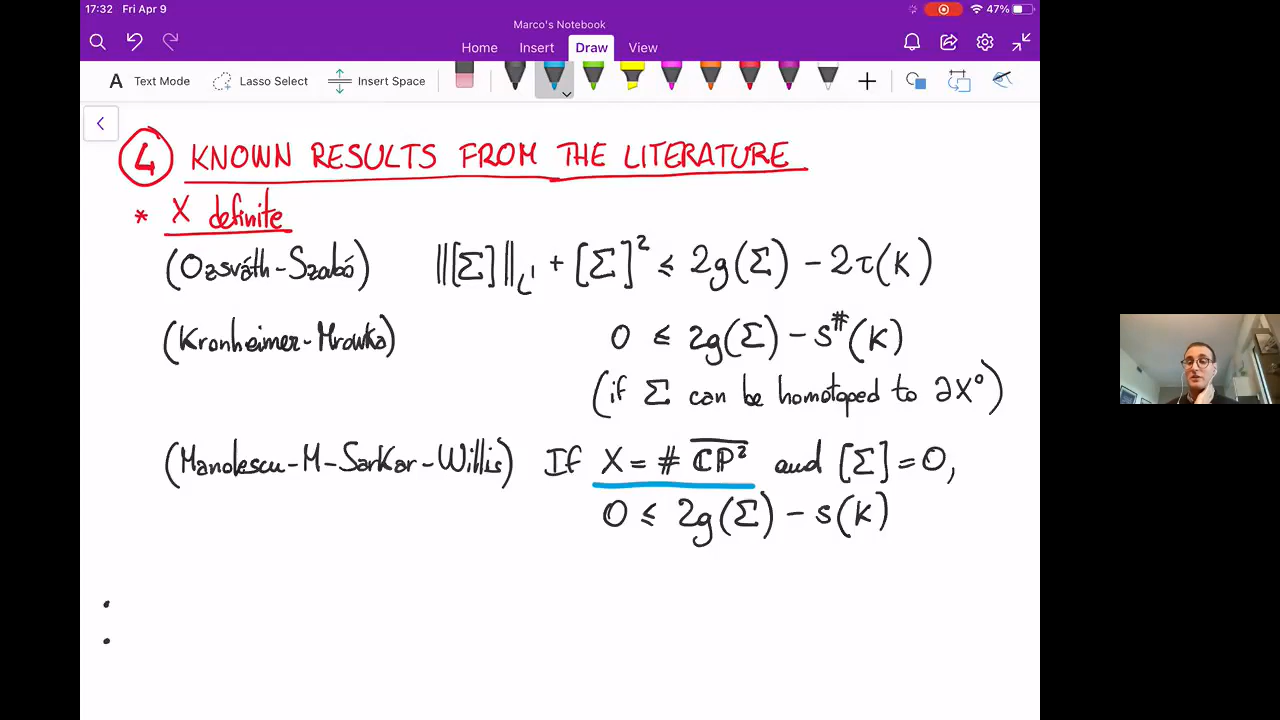 17:32 Fri Apr 9
47%
Marco's Notebook
Home Insert Draw View
A Text Mode Lasso Select Insert Space
4 KNOWN RESULTS FROM THE LITERATURE
* X definite
(Ozsváth-Szabó) ||[Σ]||_{L^1} + [Σ]^2 ≤ 2g(Σ) - 2τ(K)
(Kronheimer-Mrowka) 0 ≤ 2g(Σ) - s^#(K)
(if Σ can be homotoped to ∂X°)
(Manolescu-M-Sarkar-Willis) If X = # \overline{CP^2} and [Σ]=0,
0 ≤ 2g(Σ) - s(K)